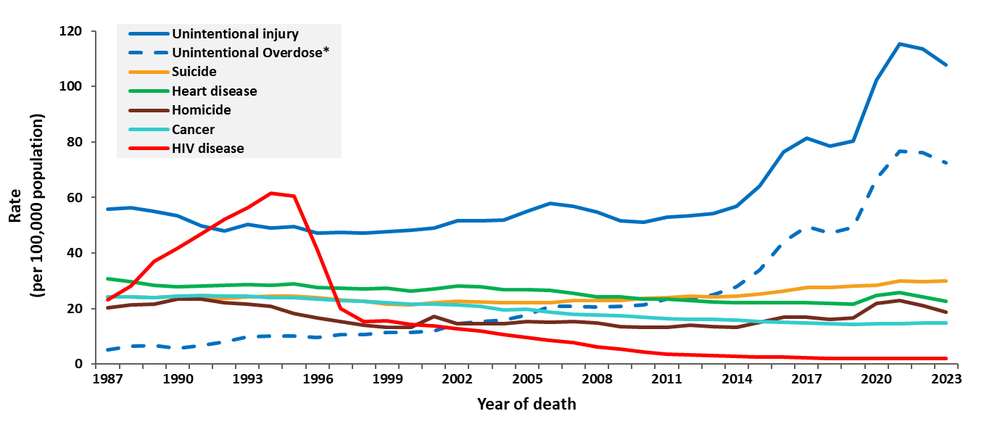 Unintentional injury
Unintentional Overdose*
Suicide
Heart disease
Homicide
Cancer
HIV disease
120
100
80
60
40
20
0
Rate
(per 100,000 population)
1987 1990 1993 1996 1999 2002 2005 2008 2011 2014 2017 2020 2023
Year of death